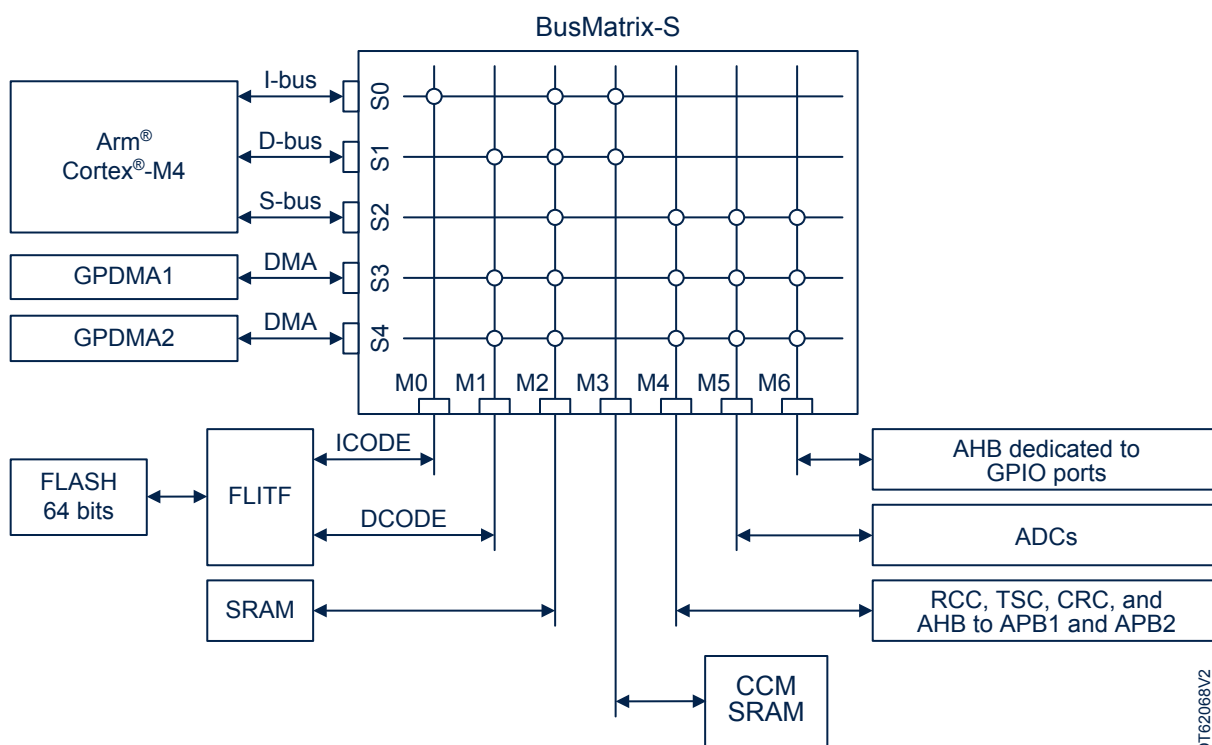 BusMatrix-S
Arm®
Cortex®-M4
I-bus
D-bus
S-bus
GPDMA1
DMA
GPDMA2
DMA
S0
S1
S2
S3
S4
M0 M1 M2 M3 M4 M5 M6
FLASH
64 bits
FLITF
ICODE
DCODE
SRAM
CCM
SRAM
AHB dedicated to
GPIO ports
ADCs
RCC, TSC, CRC, and
AHB to APB1 and APB2